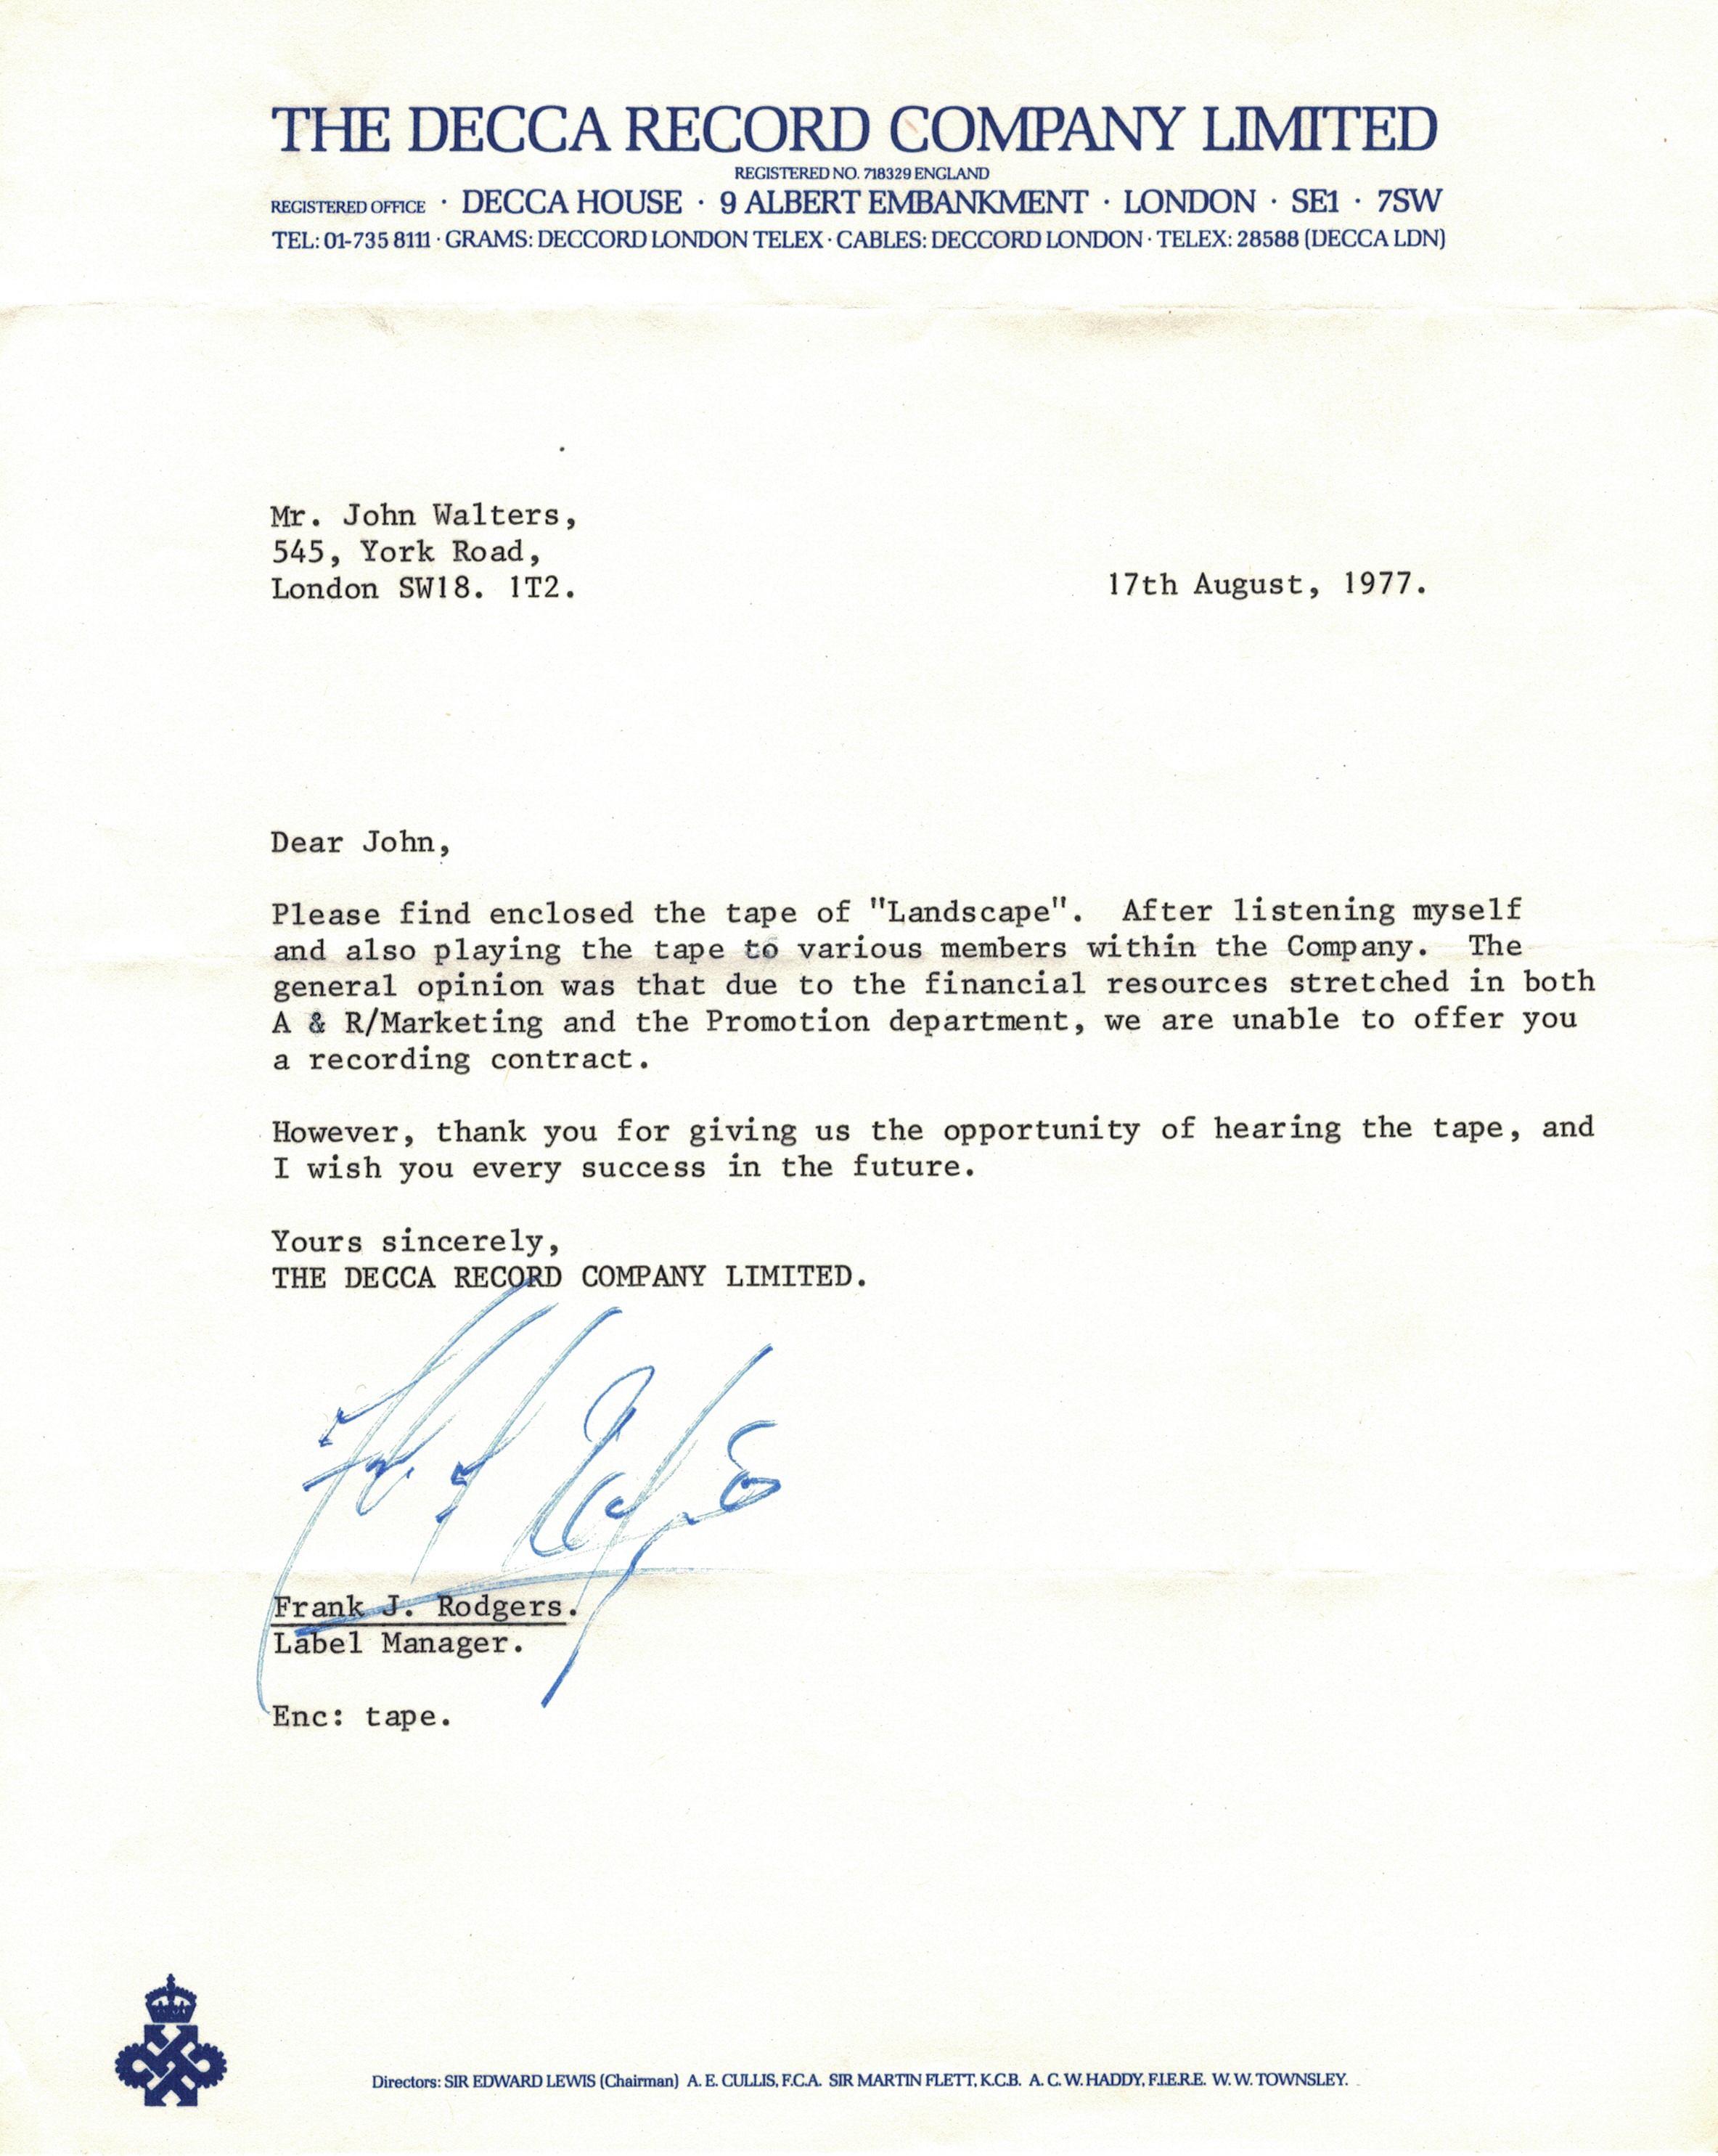 THE DECCA RECORD COMPANY LIMITED
REGISTERED NO. 718329 ENGLAND
REGISTERED OFFICE · DECCA HOUSE · 9 ALBERT EMBANKMENT · LONDON · SE1 · 7SW
TEL: 01-735 8111 · GRAMS: DECCORD LONDON TELEX · CABLES: DECCORD LONDON · TELEX: 28588 (DECCA LDN)
Mr. John Walters,
545, York Road,
London SW18. 1T2.
17th August, 1977.
Dear John,
Please find enclosed the tape of "Landscape". After listening myself
and also playing the tape to various members within the Company. The
general opinion was that due to the financial resources stretched in both
A & R/Marketing and the Promotion department, we are unable to offer you
a recording contract.
However, thank you for giving us the opportunity of hearing the tape, and
I wish you every success in the future.
Yours sincerely,
THE DECCA RECORD COMPANY LIMITED.
Frank J. Rodgers.
Label Manager.
Enc: tape.
Directors: SIR EDWARD LEWIS (Chairman) A. E. CULLIS, F.C.A. SIR MARTIN FLETT, K.C.B. A. C. W. HADDY, F.I.E.R.E. W. W. TOWNSLEY.